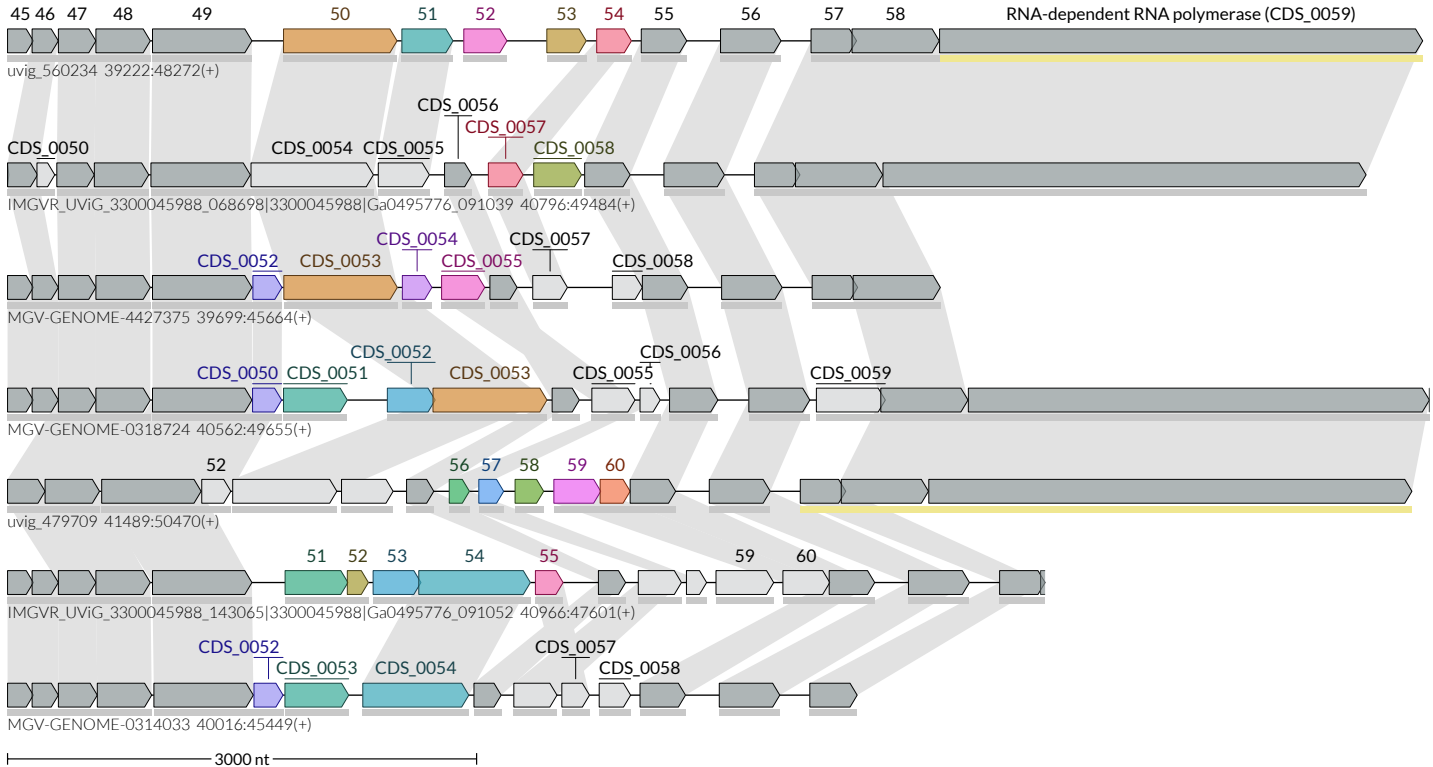 45 46 47 48 49 50 51 52 53 54 55 56 57 58 RNA-dependent RNA polymerase (CDS_0059)
uvig_560234 39222:48272(+)
CDS_0056
CDS_0057
CDS_0050 CDS_0054 CDS_0055 CDS_0058
IMGVR_UViG_3300045988_068698|3300045988|Ga0495776_091039 40796:49484(+)
CDS_0054 CDS_0057
CDS_0052 CDS_0053 CDS_0055 CDS_0058
MGV-GENOME-4427375 39699:45664(+)
CDS_0052 CDS_0056
CDS_0050 CDS_0051 CDS_0053 CDS_0055 CDS_0059
MGV-GENOME-0318724 40562:49655(+)
52 56 57 58 59 60
uvig_479709 41489:50470(+)
51 52 53 54 55 59 60
IMGVR_UViG_3300045988_143065|3300045988|Ga0495776_091052 40966:47601(+)
CDS_0052 CDS_0057
CDS_0053 CDS_0054 CDS_0058
MGV-GENOME-0314033 40016:45449(+)
3000 nt